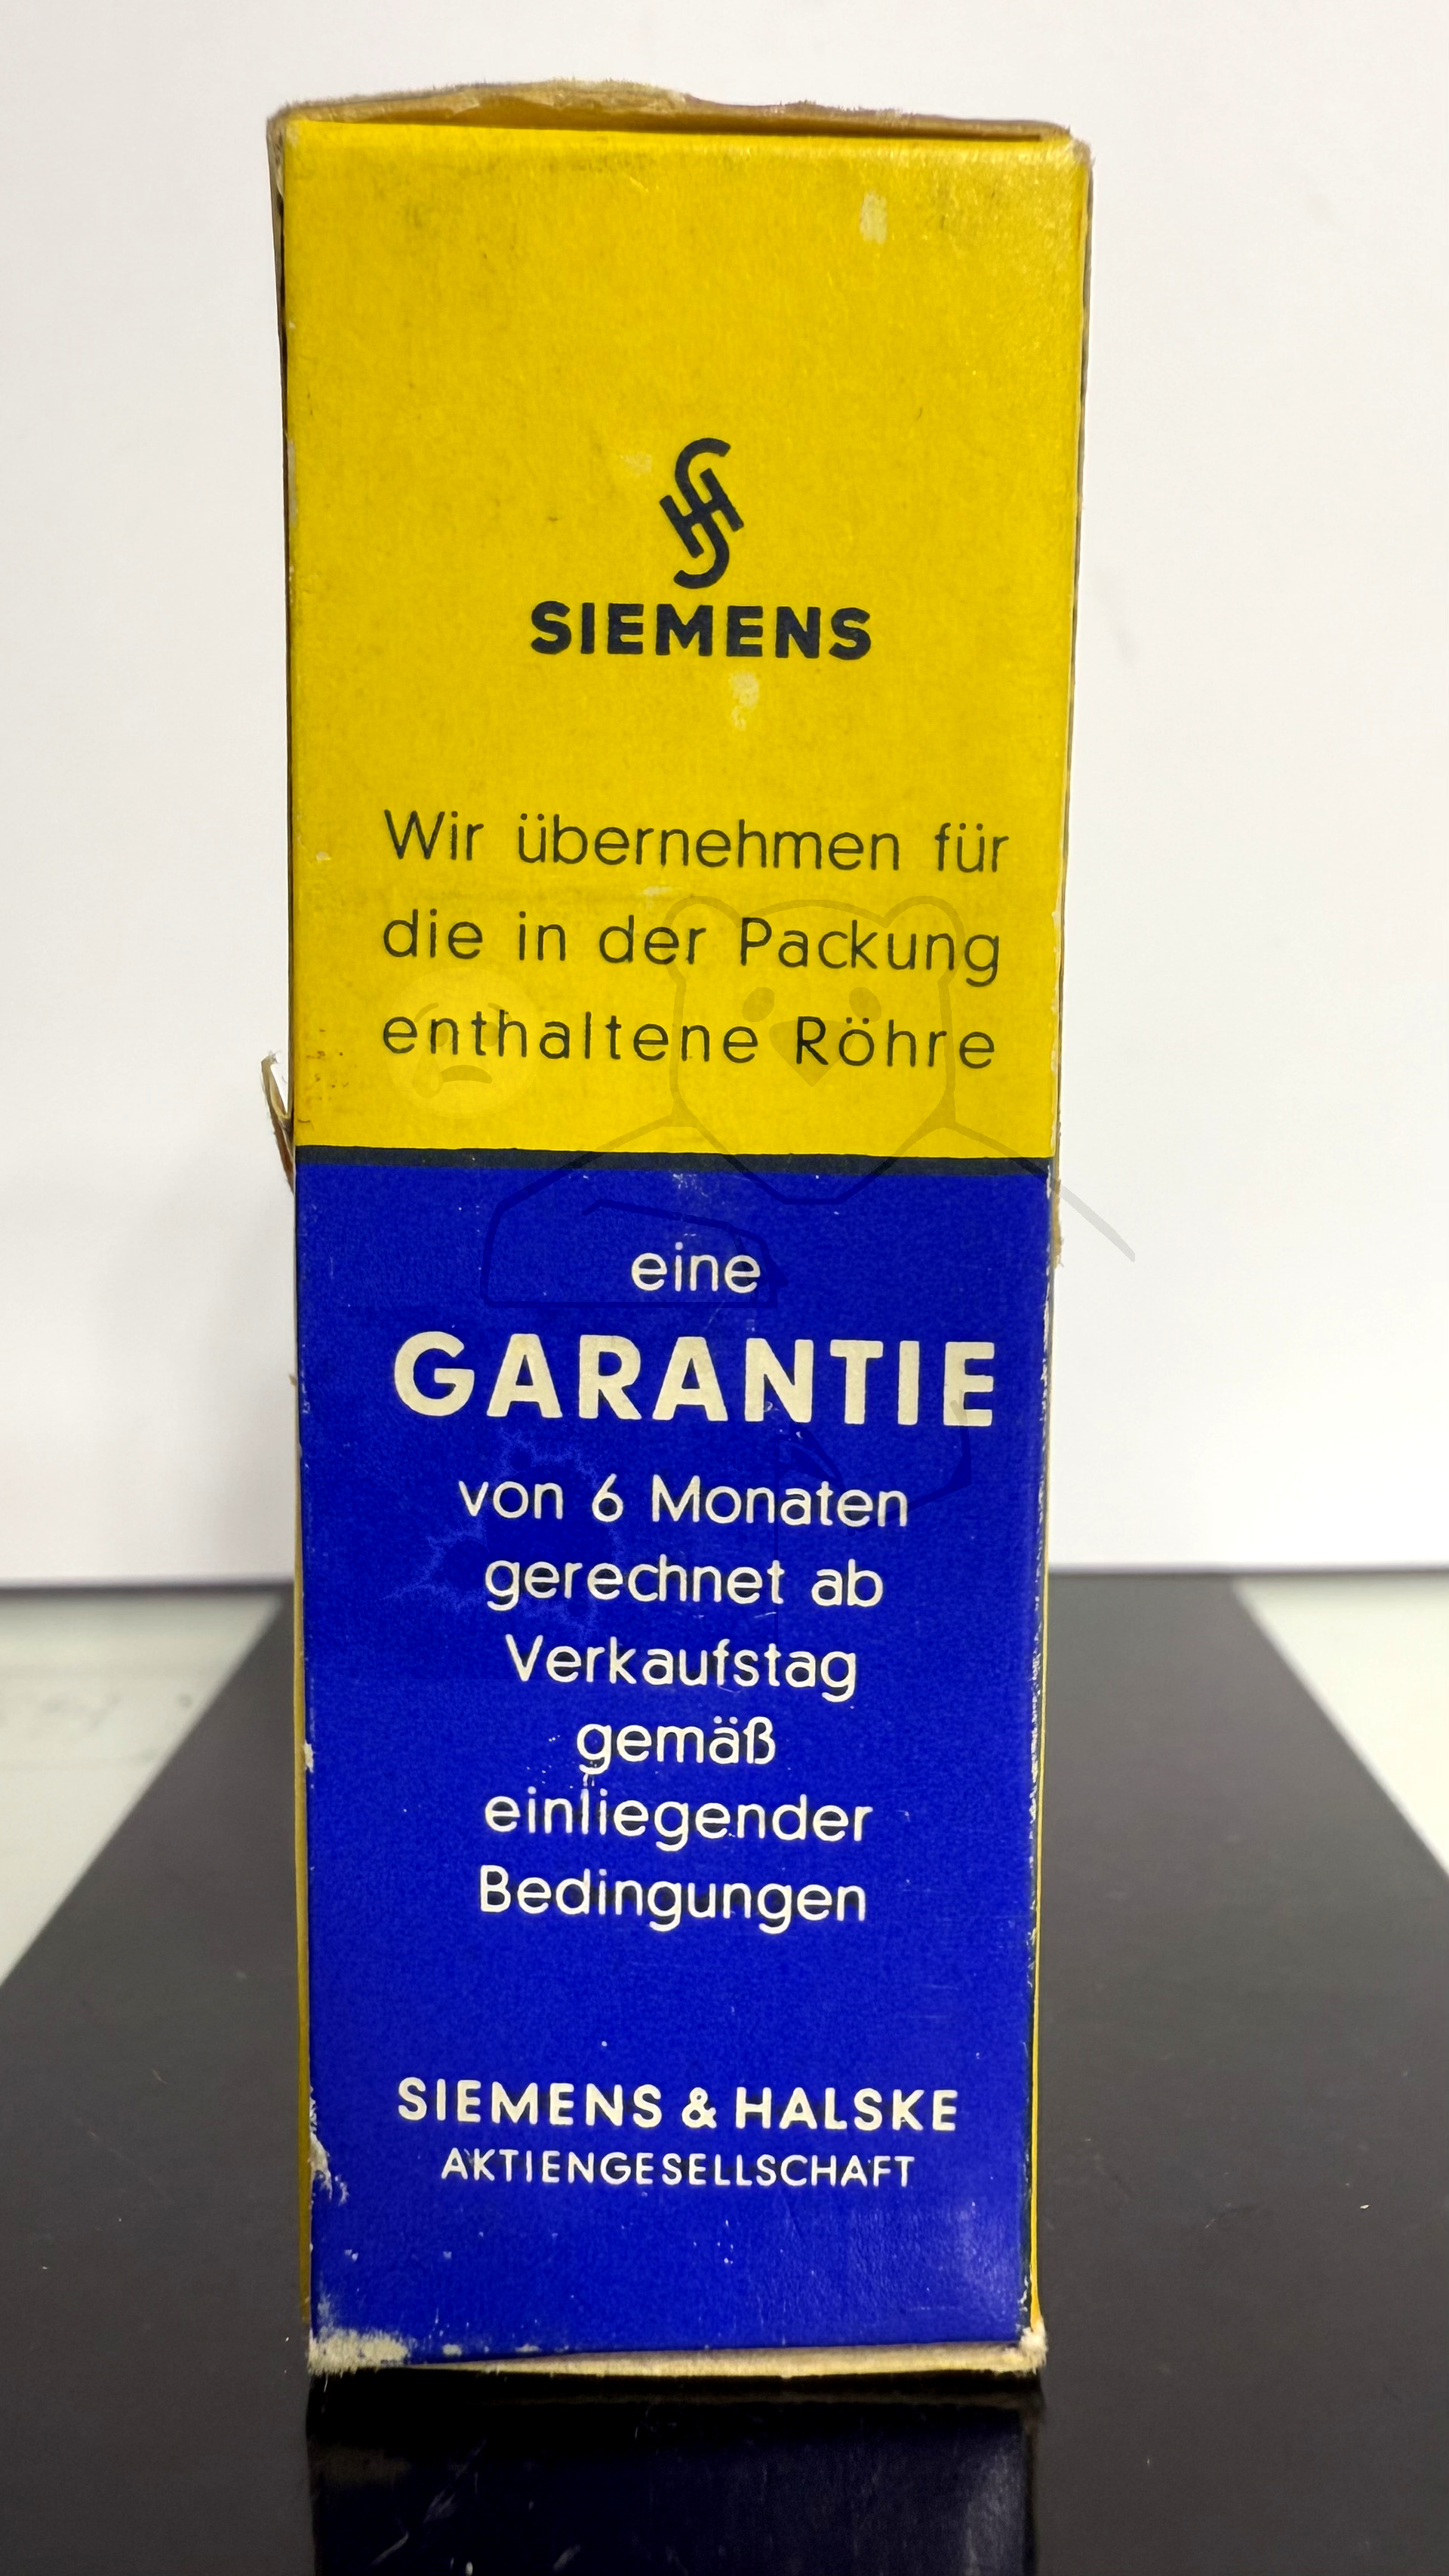 SH
SIEMENS
Wir übernehmen für
die in der Packung
enthaltene Röhre
eine
GARANTIE
von 6 Monaten
gerechnet ab
Verkaufstag
gemäß
einliegender
Bedingungen
SIEMENS & HALSKE
AKTIENGESELLSCHAFT